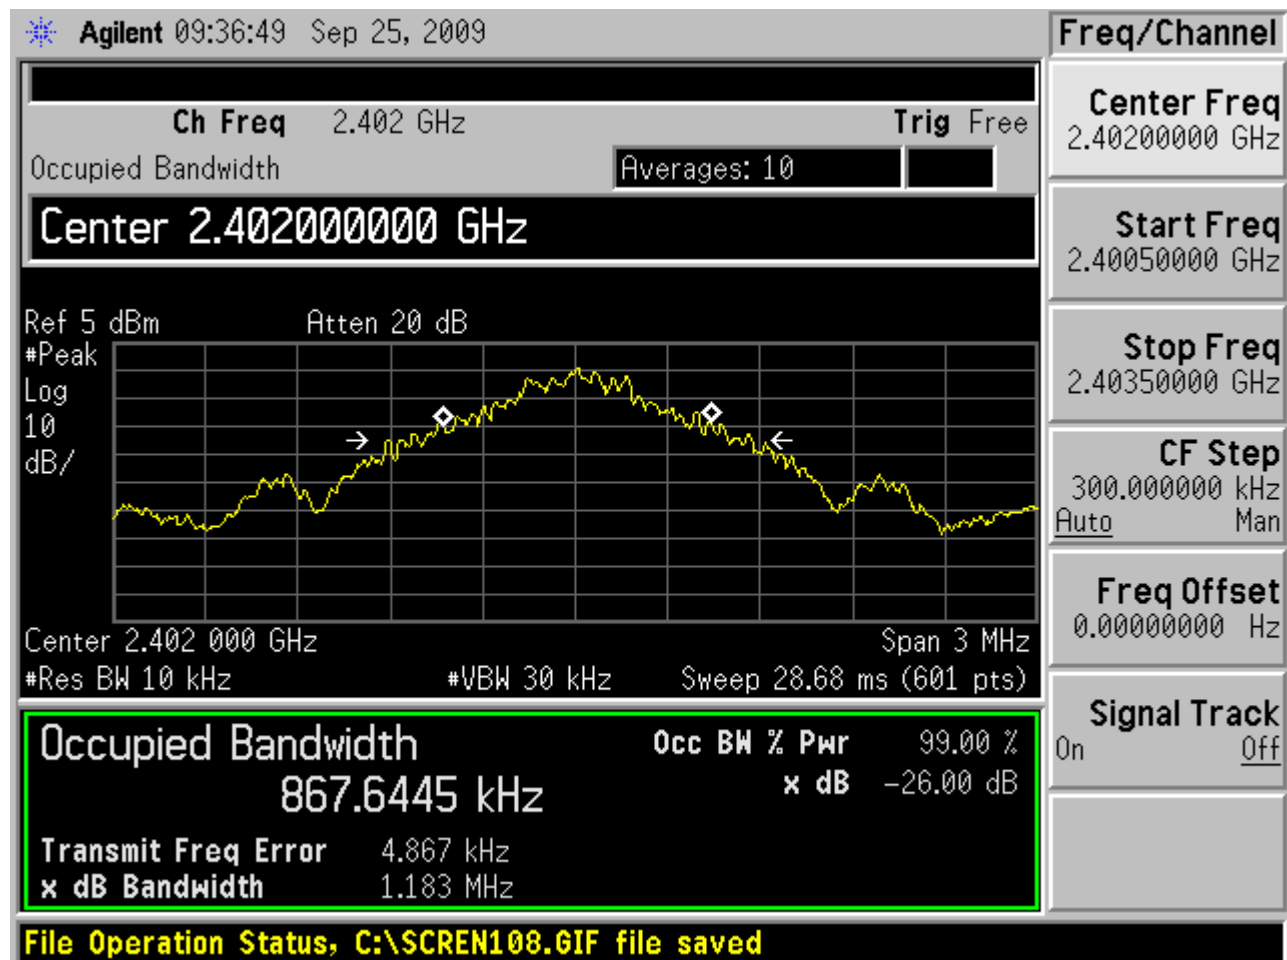 Agilent 09:36:49 Sep 25, 2009
Freq/Channel
Ch Freq 2.402 GHz Trig Free
Occupied Bandwidth Averages: 10
Center 2.402000000 GHz
Ref 5 dBm Atten 20 dB
#Peak
Log
10
dB/
Center 2.402 000 GHz Span 3 MHz
#Res BW 10 kHz #VBW 30 kHz Sweep 28.68 ms (601 pts)
Occupied Bandwidth Occ BW % Pwr 99.00 %
867.6445 kHz x dB -26.00 dB
Transmit Freq Error 4.867 kHz
x dB Bandwidth 1.183 MHz
Center Freq
2.40200000 GHz
Start Freq
2.40050000 GHz
Stop Freq
2.40350000 GHz
CF Step
300.000000 kHz
Auto Man
Freq Offset
0.00000000 Hz
Signal Track
On Off
File Operation Status, C:\SCREN108.GIF file saved